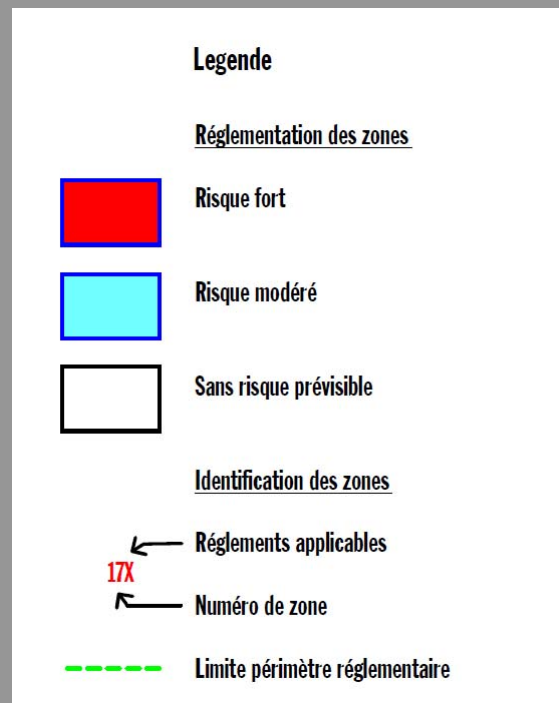 Legende
Réglementation des zones
Risque fort
Risque modéré
Sans risque prévisible
Identification des zones
Réglements applicables
17X
Numéro de zone
Limite périmètre réglementaire